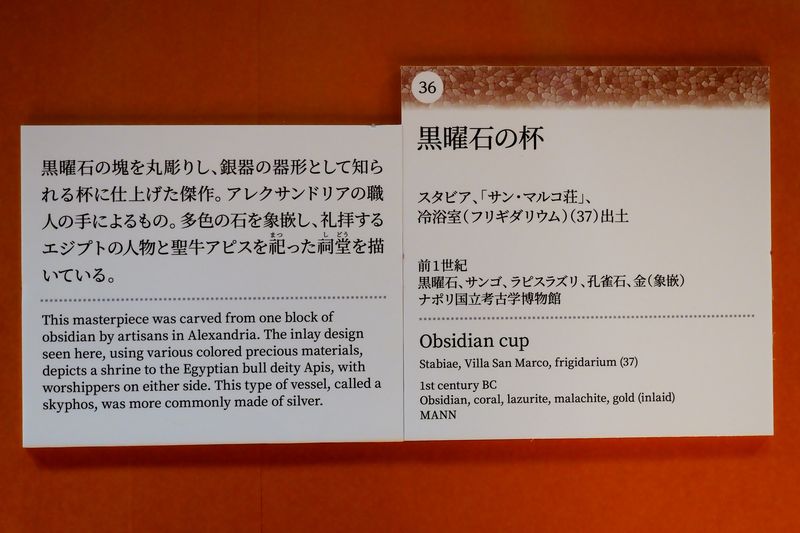 黒曜石の塊を丸彫りし、銀器の器形として知ら
れる杯に仕上げた傑作。アレクサンドリアの職
人の手によるもの。多色の石を象嵌し、礼拝する
まつ しどう
エジプトの人物と聖牛アピスを祀った祠堂を描
いている。
This masterpiece was carved from one block of
obsidian by artisans in Alexandria. The inlay design
seen here, using various colored precious materials,
depicts a shrine to the Egyptian bull deity Apis, with
worshippers on either side. This type of vessel, called a
skyphos, was more commonly made of silver.
36
黒曜石の杯
スタビア、「サン・マルコ荘」、
冷浴室（フリギダリウム）（37）出土
前1世紀
黒曜石、サンゴ、ラピスラズリ、孔雀石、金（象嵌）
ナポリ国立考古学博物館
Obsidian cup
Stabiae, Villa San Marco, frigidarium (37)
1st century BC
Obsidian, coral, lazurite, malachite, gold (inlaid)
MANN